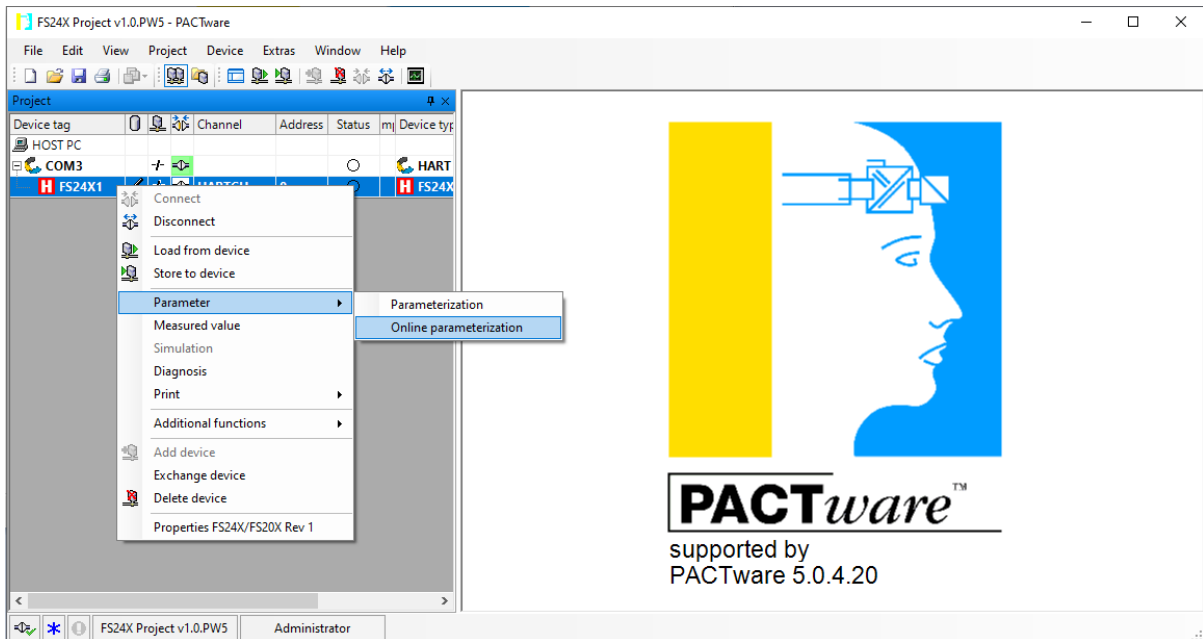 FS24X Project v1.0.PW5 - PACTware
File Edit View Project Device Extras Window Help
Project
Device tag Channel Address Status Device typ
HOST PC
COM3 HART
FS24X1 HARTCH FS24X
Connect
Disconnect
Load from device
Store to device
Parameter
Parameterization
Measured value
Online parameterization
Simulation
Diagnosis
Print
Additional functions
Add device
Exchange device
Delete device
Properties FS24X/FS20X Rev 1
PACTware™
supported by
PACTware 5.0.4.20
FS24X Project v1.0.PW5 Administrator